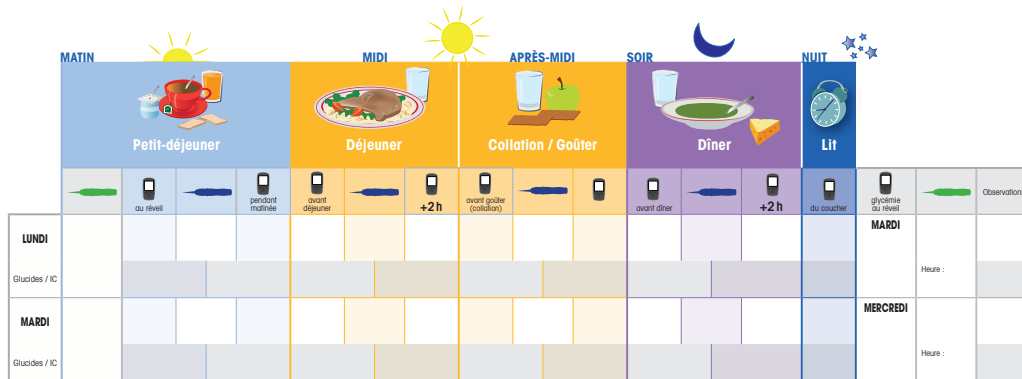 MATIN
MIDI
APRÈS-MIDI
SOIR
NUIT
Petit-déjeuner
Déjeuner
Collation / Goûter
Dîner
Lit
au réveil
pendant
matinée
avant
déjeuner
+2 h
avant goûter
(collation)
avant dîner
+2 h
du coucher
glycémie
au réveil
Observations
LUNDI
MARDI
Glucides / IC
Heure :
MARDI
MERCREDI
Glucides / IC
Heure :